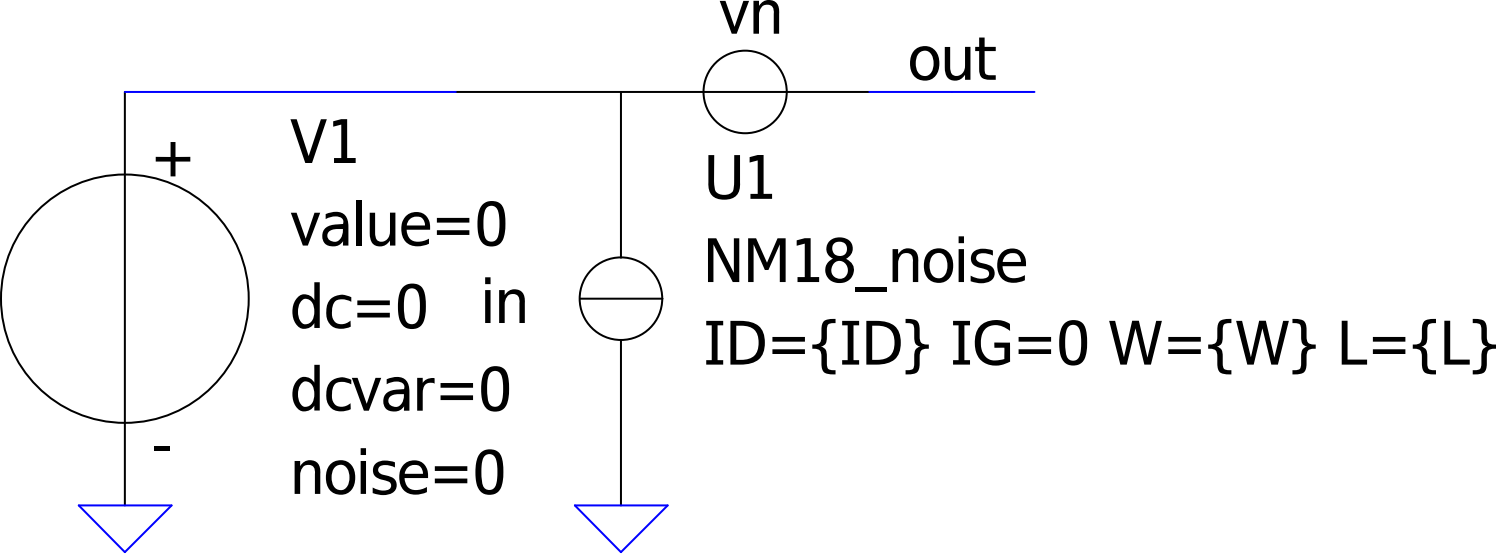 vn
out
+
V1
U1
value=0
NM18_noise
dc=0
in
ID={ID} IG=0 W={W} L={L}
dcvar=0
-
noise=0